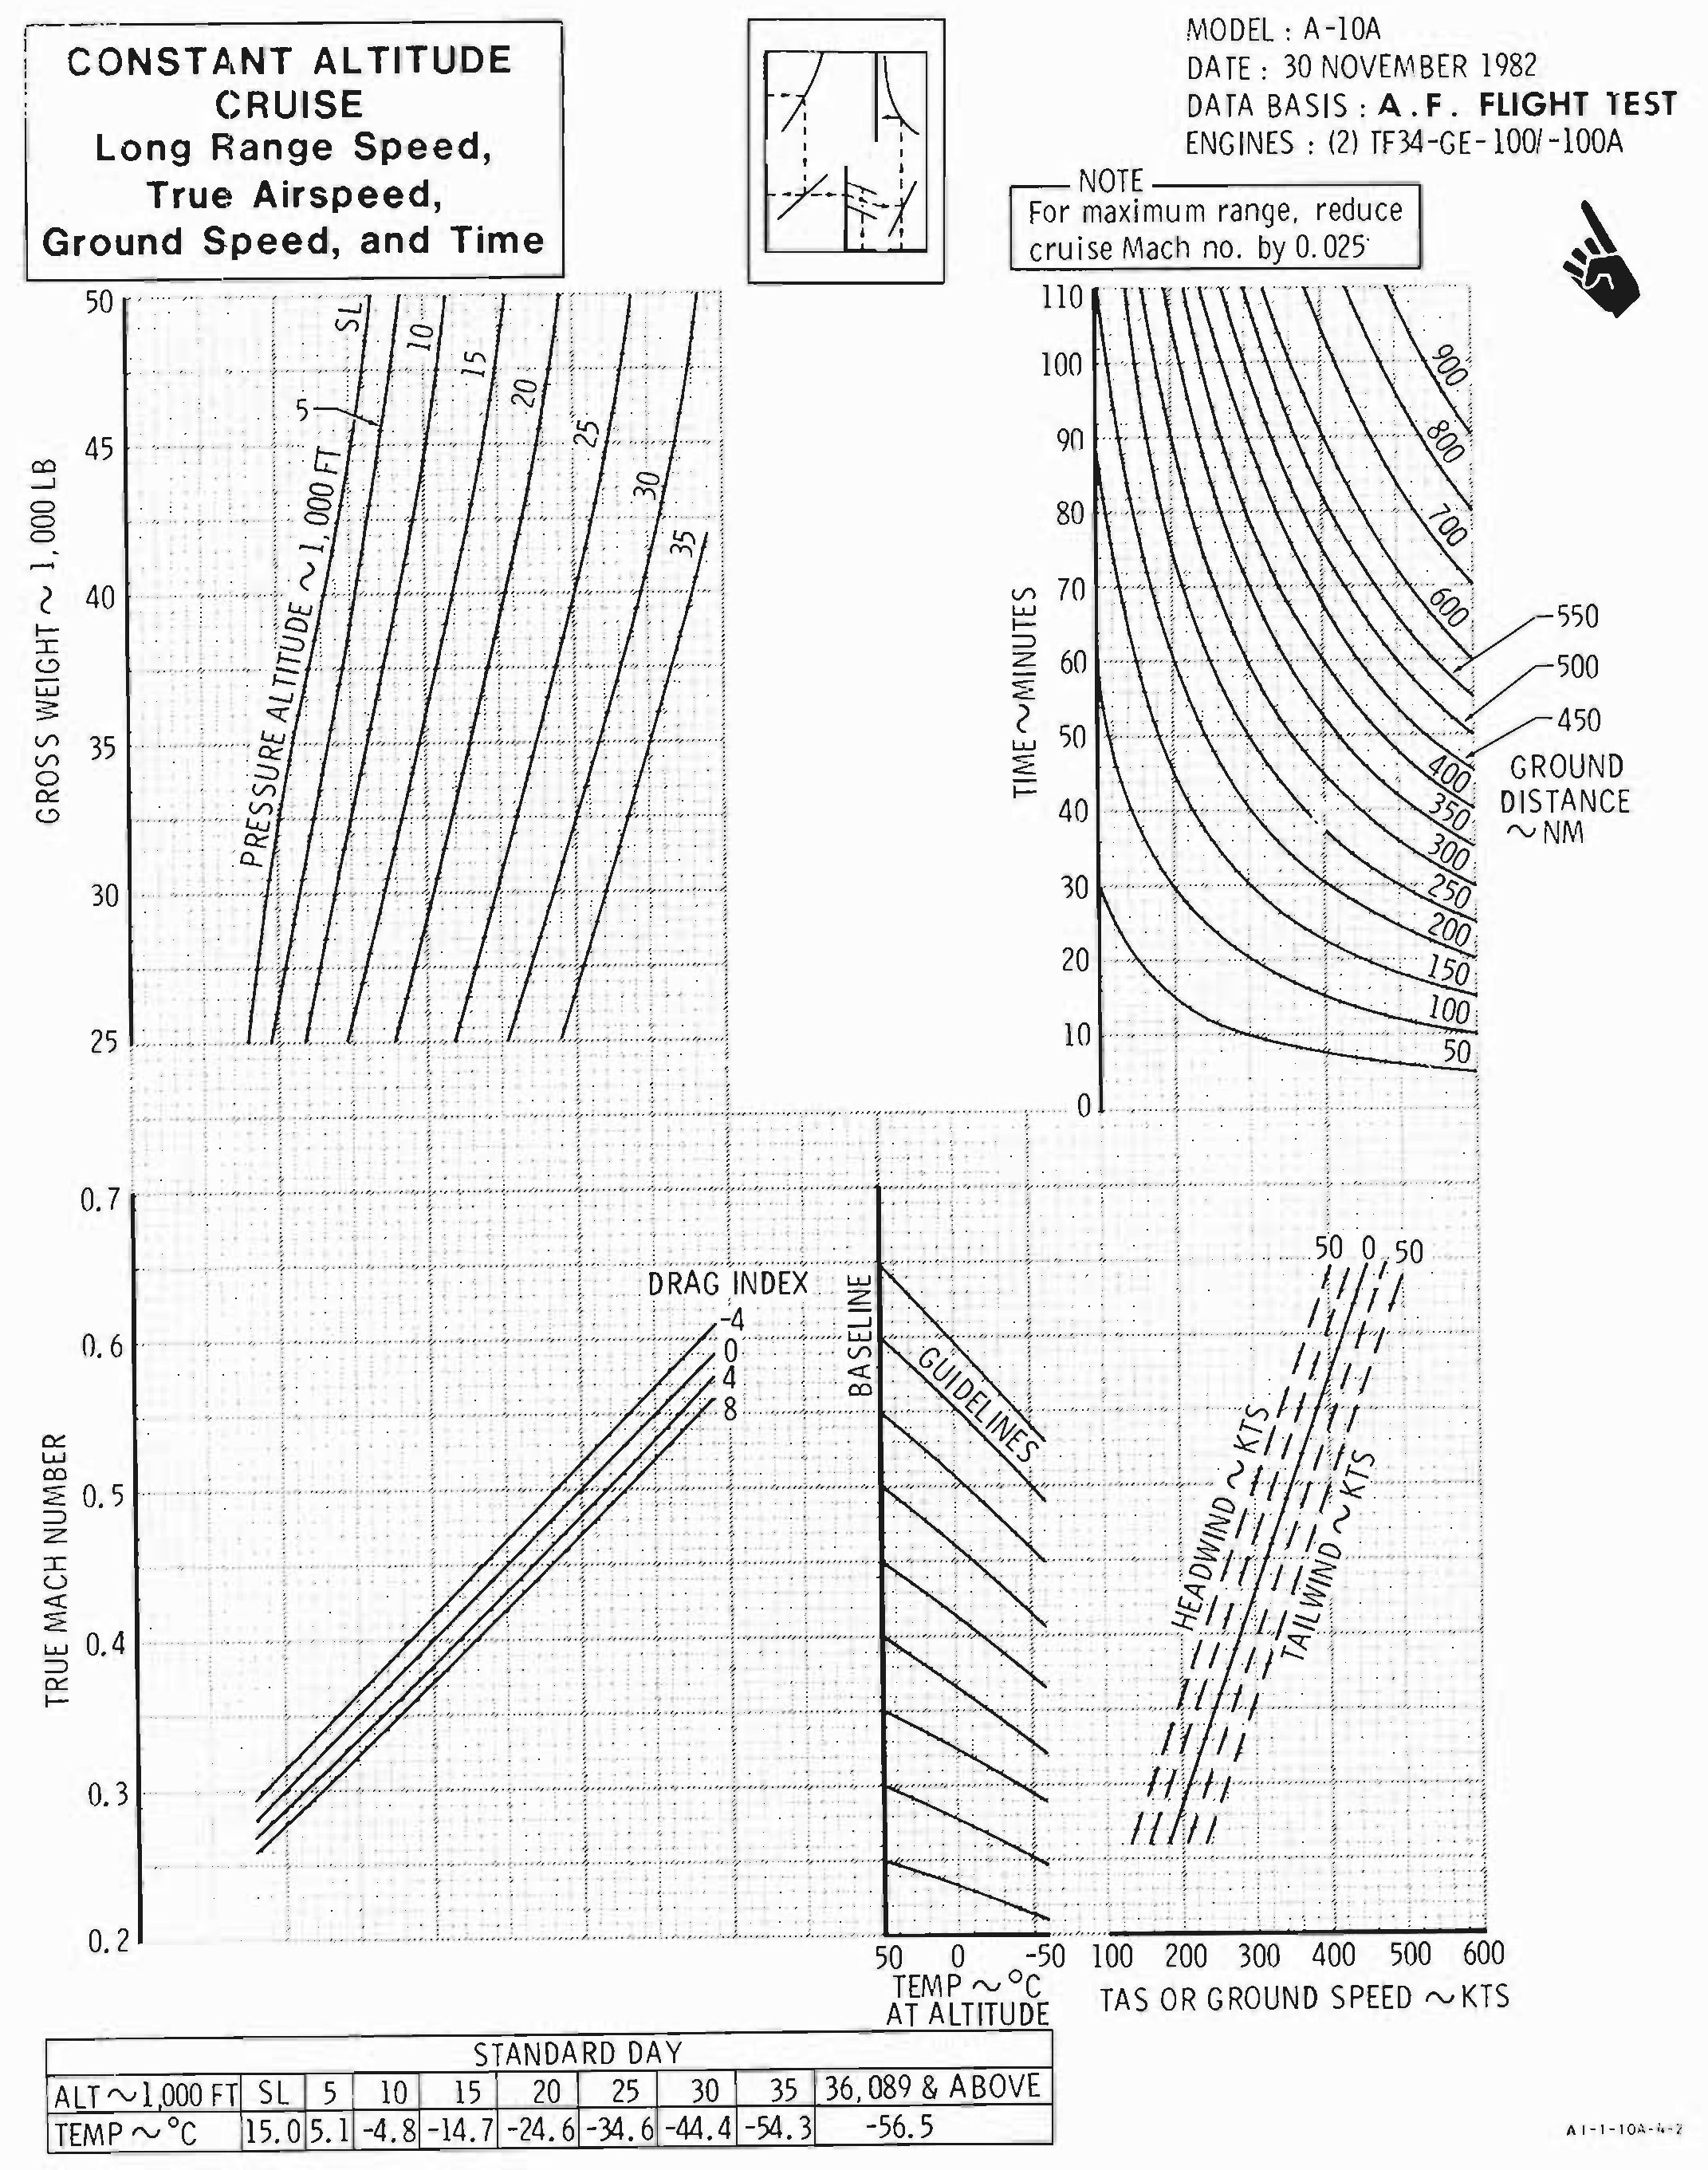 CONSTANT ALTITUDE
CRUISE
Long Range Speed,
True Airspeed,
Ground Speed, and Time
MODEL : A-10A
DATE : 30 NOVEMBER 1982
DATA BASIS : A.F. FLIGHT TEST
ENGINES : (2) TF34-GE-100/-100A
NOTE
For maximum range, reduce
cruise Mach no. by 0.025
GROSS WEIGHT ~ 1,000 LB
50
45
40
35
30
25
PRESSURE ALTITUDE ~ 1,000 FT
SL
5
10
15
20
25
30
35
TIME ~ MINUTES
110
100
90
80
70
60
50
40
30
20
10
0
900
800
700
600
550
500
450
400
350
300
250
200
150
100
50
GROUND
DISTANCE
~ NM
TRUE MACH NUMBER
0.7
0.6
0.5
0.4
0.3
0.2
DRAG INDEX
-4
0
4
8
BASELINE
GUIDELINES
50 0 -50
TEMP ~ °C
AT ALTITUDE
50 0 50
HEADWIND ~ KTS
TAILWIND ~ KTS
100 200 300 400 500 600
TAS OR GROUND SPEED ~ KTS
STANDARD DAY
ALT ~ 1,000 FT SL 5 10 15 20 25 30 35 36,089 & ABOVE
TEMP ~ °C 15.0 5.1 -4.8 -14.7 -24.6 -34.6 -44.4 -54.3 -56.5
A1-1-10A-4-2